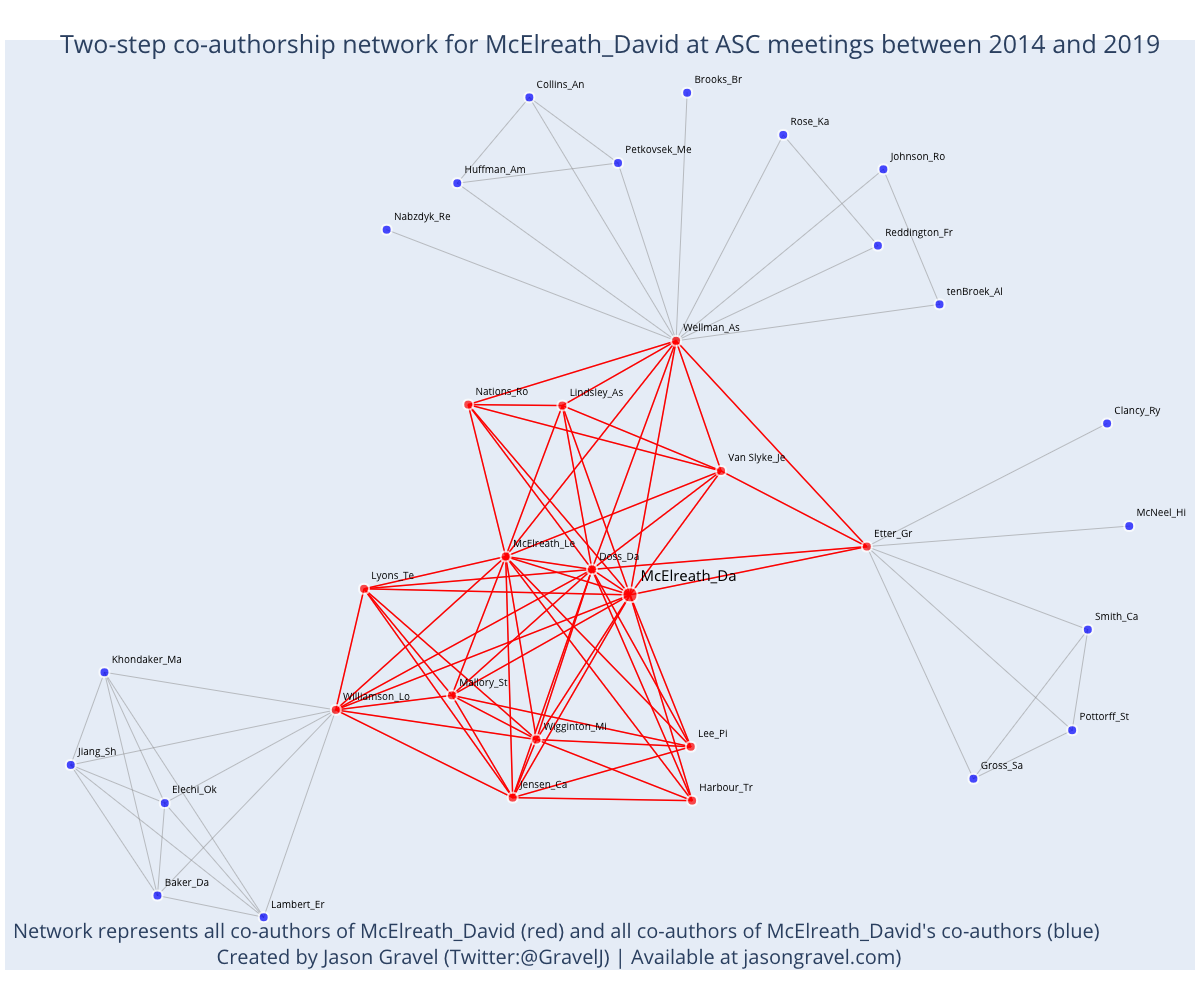 Two-step co-authorship network for McElreath_David at ASC meetings between 2014 and 2019
Brooks_Br
Collins_An
Rose_Ka
Petkovsek_Me
Johnson_Ro
Huffman_Am
Nabzdyk_Re
Reddington_Fr
tenBroek_Al
Wellman_As
Nations_Ro
Lindsley_As
Clancy_Ry
Van Slyke_Je
McNeel_Hi
Etter_Gr
McElreath_Le
Doss_Da
Lyons_Te
McElreath_Da
Smith_Ca
Khondaker_Ma
Mallory_St
Williamson_Lo
Pottorff_St
Wigginton_Mi
Lee_Pi
Jiang_Sh
Gross_Sa
Jensen_Ca
Harbour_Tr
Elechi_Ok
Baker_Da
Lambert_Er
Network represents all co-authors of McElreath_David (red) and all co-authors of McElreath_David's co-authors (blue)
Created by Jason Gravel (Twitter:@GravelJ) | Available at jasongravel.com)